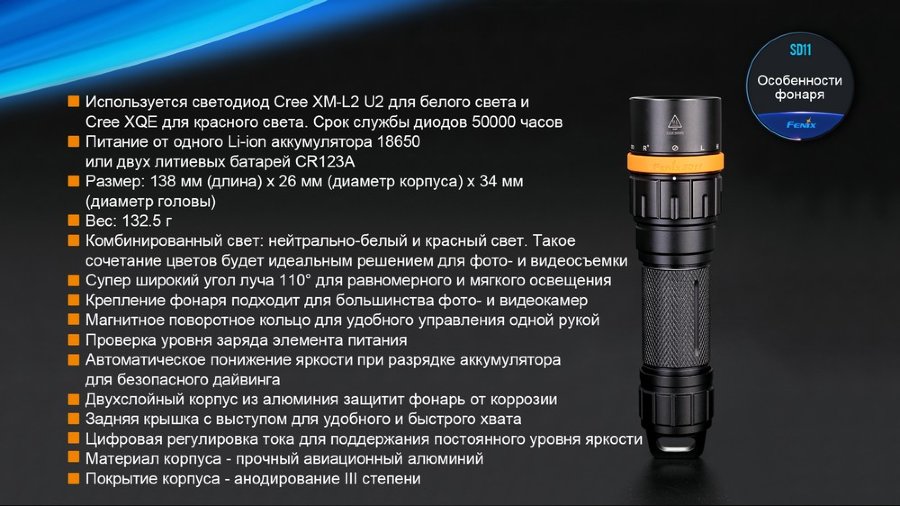 SD11
Особенности
фонаря
FENIX
Используется светодиод Cree XM-L2 U2 для белого света и
Cree XQE для красного света. Срок службы диодов 50000 часов
Питание от одного Li-ion аккумулятора 18650
или двух литиевых батарей CR123A
Размер: 138 мм (длина) x 26 мм (диаметр корпуса) x 34 мм
(диаметр головы)
Вес: 132.5 г
Комбинированный свет: нейтрально-белый и красный свет. Такое
сочетание цветов будет идеальным решением для фото- и видеосъемки
Супер широкий угол луча 110° для равномерного и мягкого освещения
Крепление фонаря подходит для большинства фото- и видеокамер
Магнитное поворотное кольцо для удобного управления одной рукой
Проверка уровня заряда элемента питания
Автоматическое понижение яркости при разрядке аккумулятора
для безопасного дайвинга
Двухслойный корпус из алюминия защитит фонарь от коррозии
Задняя крышка с выступом для удобного и быстрого хвата
Цифровая регулировка тока для поддержания постоянного уровня яркости
Материал корпуса - прочный авиационный алюминий
Покрытие корпуса - анодирование III степени